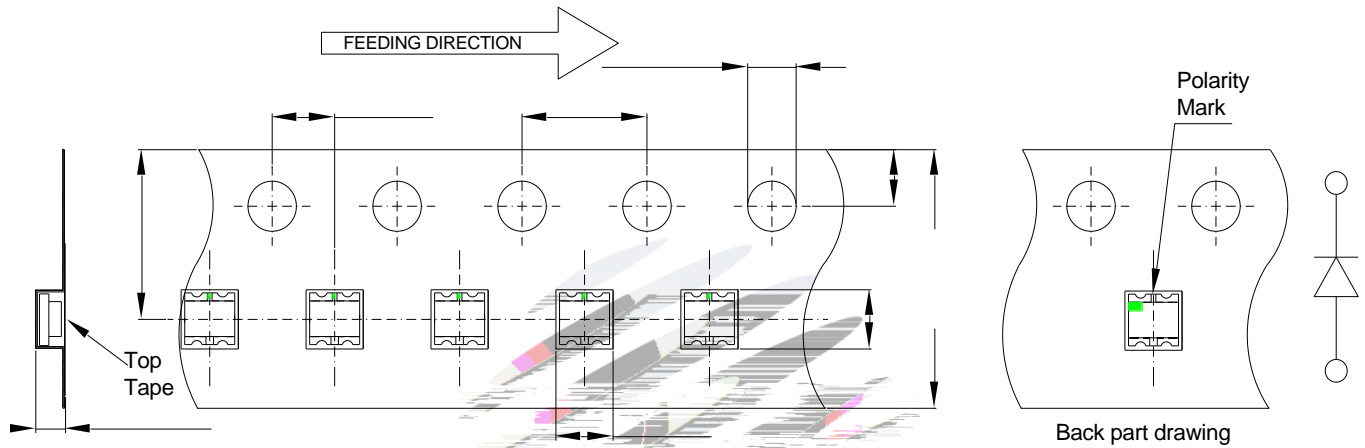 FEEDING DIRECTION
Polarity
Mark
Top
Tape
Back part drawing